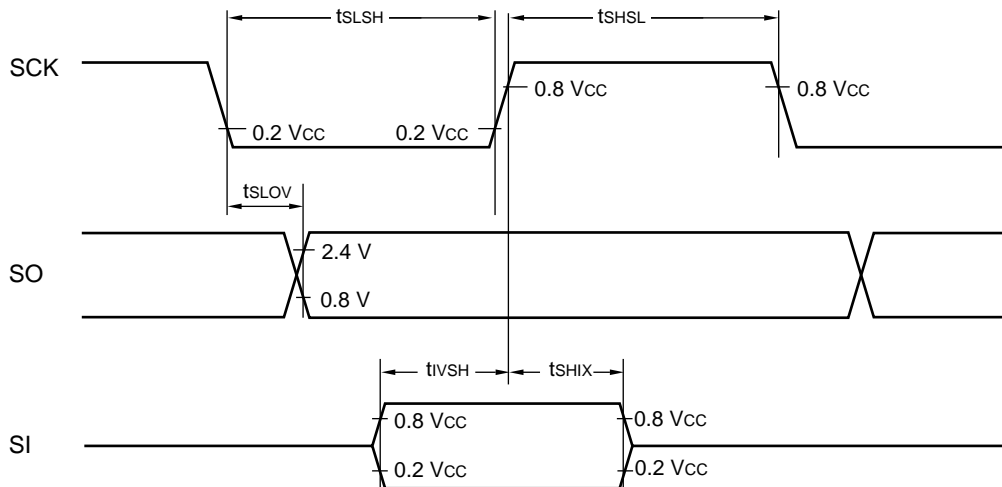 tSLSH
tSHSL
SCK
0.8 VCC
0.8 VCC
0.2 VCC
0.2 VCC
tSLOV
2.4 V
SO
0.8 V
tIVSH
tSHIX
0.8 VCC
0.8 VCC
SI
0.2 VCC
0.2 VCC